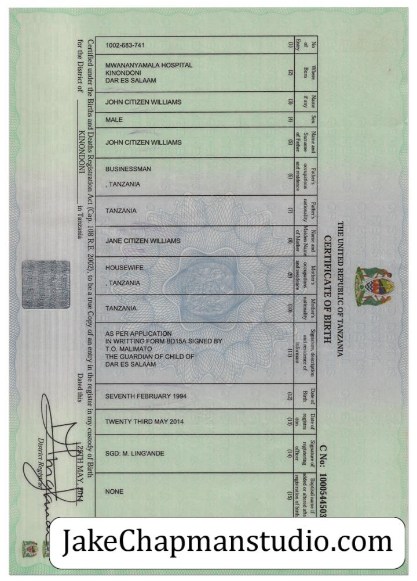 THE UNITED REPUBLIC OF TANZANIA
CERTIFICATE OF BIRTH
C No: 1000544503
No of Entry
(1)
1002-683-741
Where Born
(2)
MWANANYAMALA HOSPITAL
KINONDONI
DAR ES SALAAM
Name if any
(3)
JOHN CITIZEN WILLIAMS
Sex
(4)
MALE
Name and Surname of Father
(5)
JOHN CITIZEN WILLIAMS
Father's occupation and residence
(6)
BUSINESSMAN
, TANZANIA
Father's nationality
(7)
TANZANIA
Name and Maiden Name of Mother
(8)
JANE CITIZEN WILLIAMS
Mother's occupation and residence
(9)
HOUSEWIFE
, TANZANIA
Mother's nationality
(10)
TANZANIA
Signature, description and residence of informant
(11)
AS PER APPLICATION
IN WRITTING FORM BD15A SIGNED BY
T.O. MALIMATO
THE GUARDIAN OF CHILD OF
DAR ES SALAAM
Date of Birth
(12)
SEVENTH FEBRUARY 1994
Date of registration
(13)
TWENTY THIRD MAY 2014
Signature of registering officer
(14)
SGD. M. LING'ANDE
Baptismal name if added or altered after registration of birth
(15)
NONE
Certified under the Births and Deaths Registration Act (Cap. 108 R.E. 2002), to be a true Copy of an entry in the register in my custody of Birth
for the District of KINONDONI in Tanzania Dated this
District Registrar
JakeChapmanstudio.com